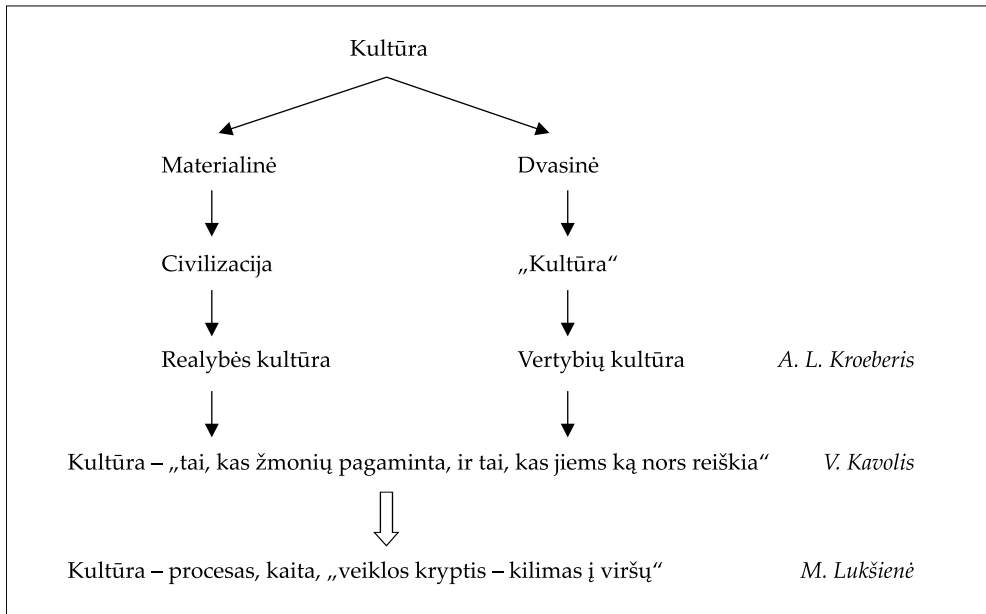 Kultūra
Materialinė Dvasinė
Civilizacija „Kultūra“
Realybės kultūra Vertybių kultūra A. L. Kroeberis
Kultūra – „tai, kas žmonių pagaminta, ir tai, kas jiems ką nors reiškia“ V. Kavolis
Kultūra – procesas, kaita, „veiklos kryptis – kilimas į viršų“ M. Lukšienė